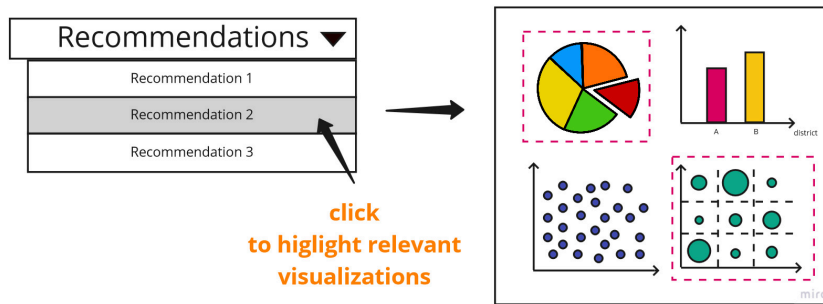 Recommendations
Recommendation 1
Recommendation 2
Recommendation 3
click
to higlight relevant
visualizations
A
B
district
miro